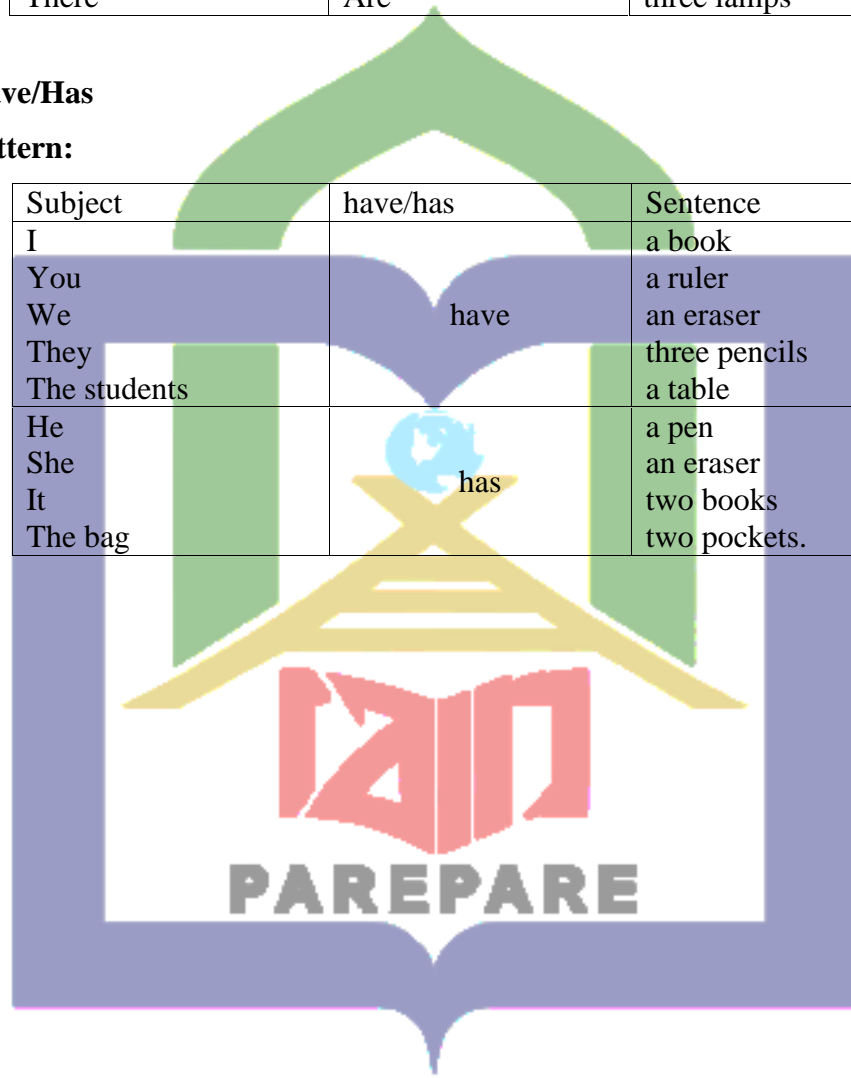 There Are three lamps
ve/Has
ttern:
Subject have/has Sentence
I a book
You a ruler
We have an eraser
They three pencils
The students a table
He a pen
She an eraser
It has two books
The bag two pockets.
iain
PAREPARE